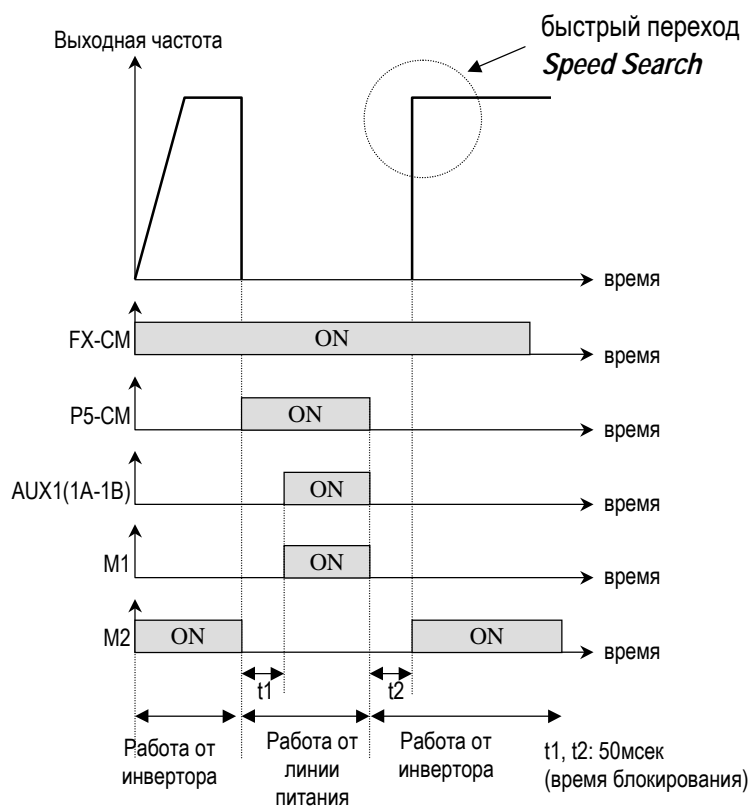 быстрый переход
Speed Search
Выходная частота
время
FX-CM
ON
время
P5-CM
ON
время
AUX1(1A-1B)
ON
время
M1
ON
время
M2
ON
ON
время
t1
t2
Работа от
инвертора
Работа от
линии
питания
Работа от
инвертора
t1, t2: 50мсек
(время блокирования)